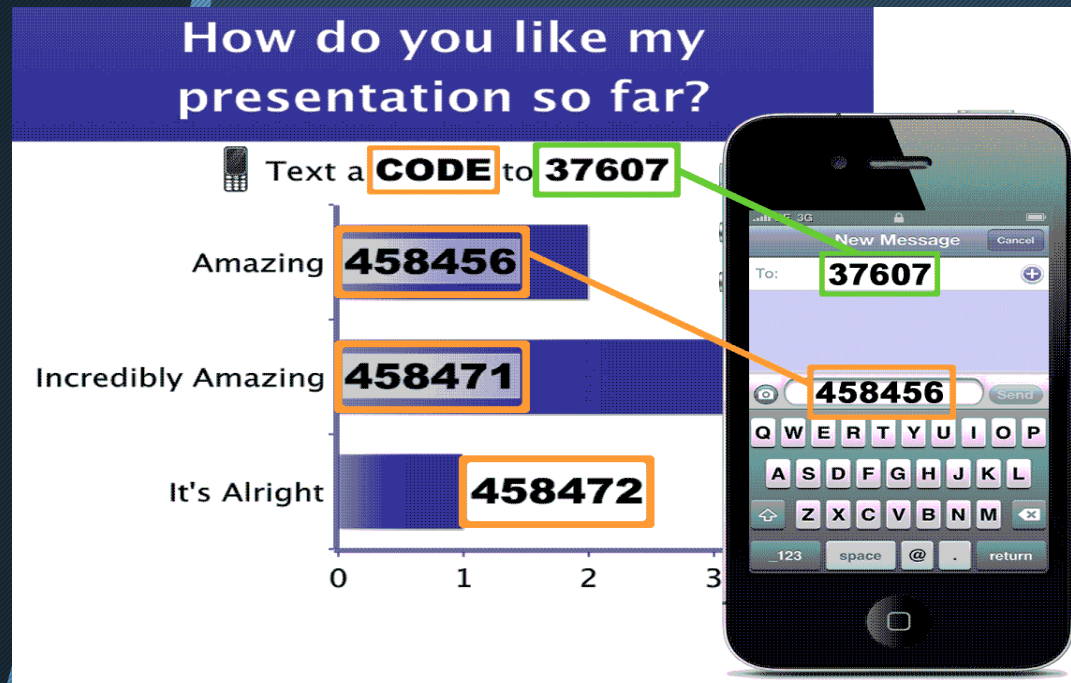 How do you like my
presentation so far?
Text a CODE to 37607
Amazing 458456
Incredibly Amazing 458471
It's Alright 458472
0 1 2 3
3G
New Message Cancel
To: 37607
458456 Send
Q W E R T Y U I O P
A S D F G H J K L
Z X C V B N M
_123 space @ . return